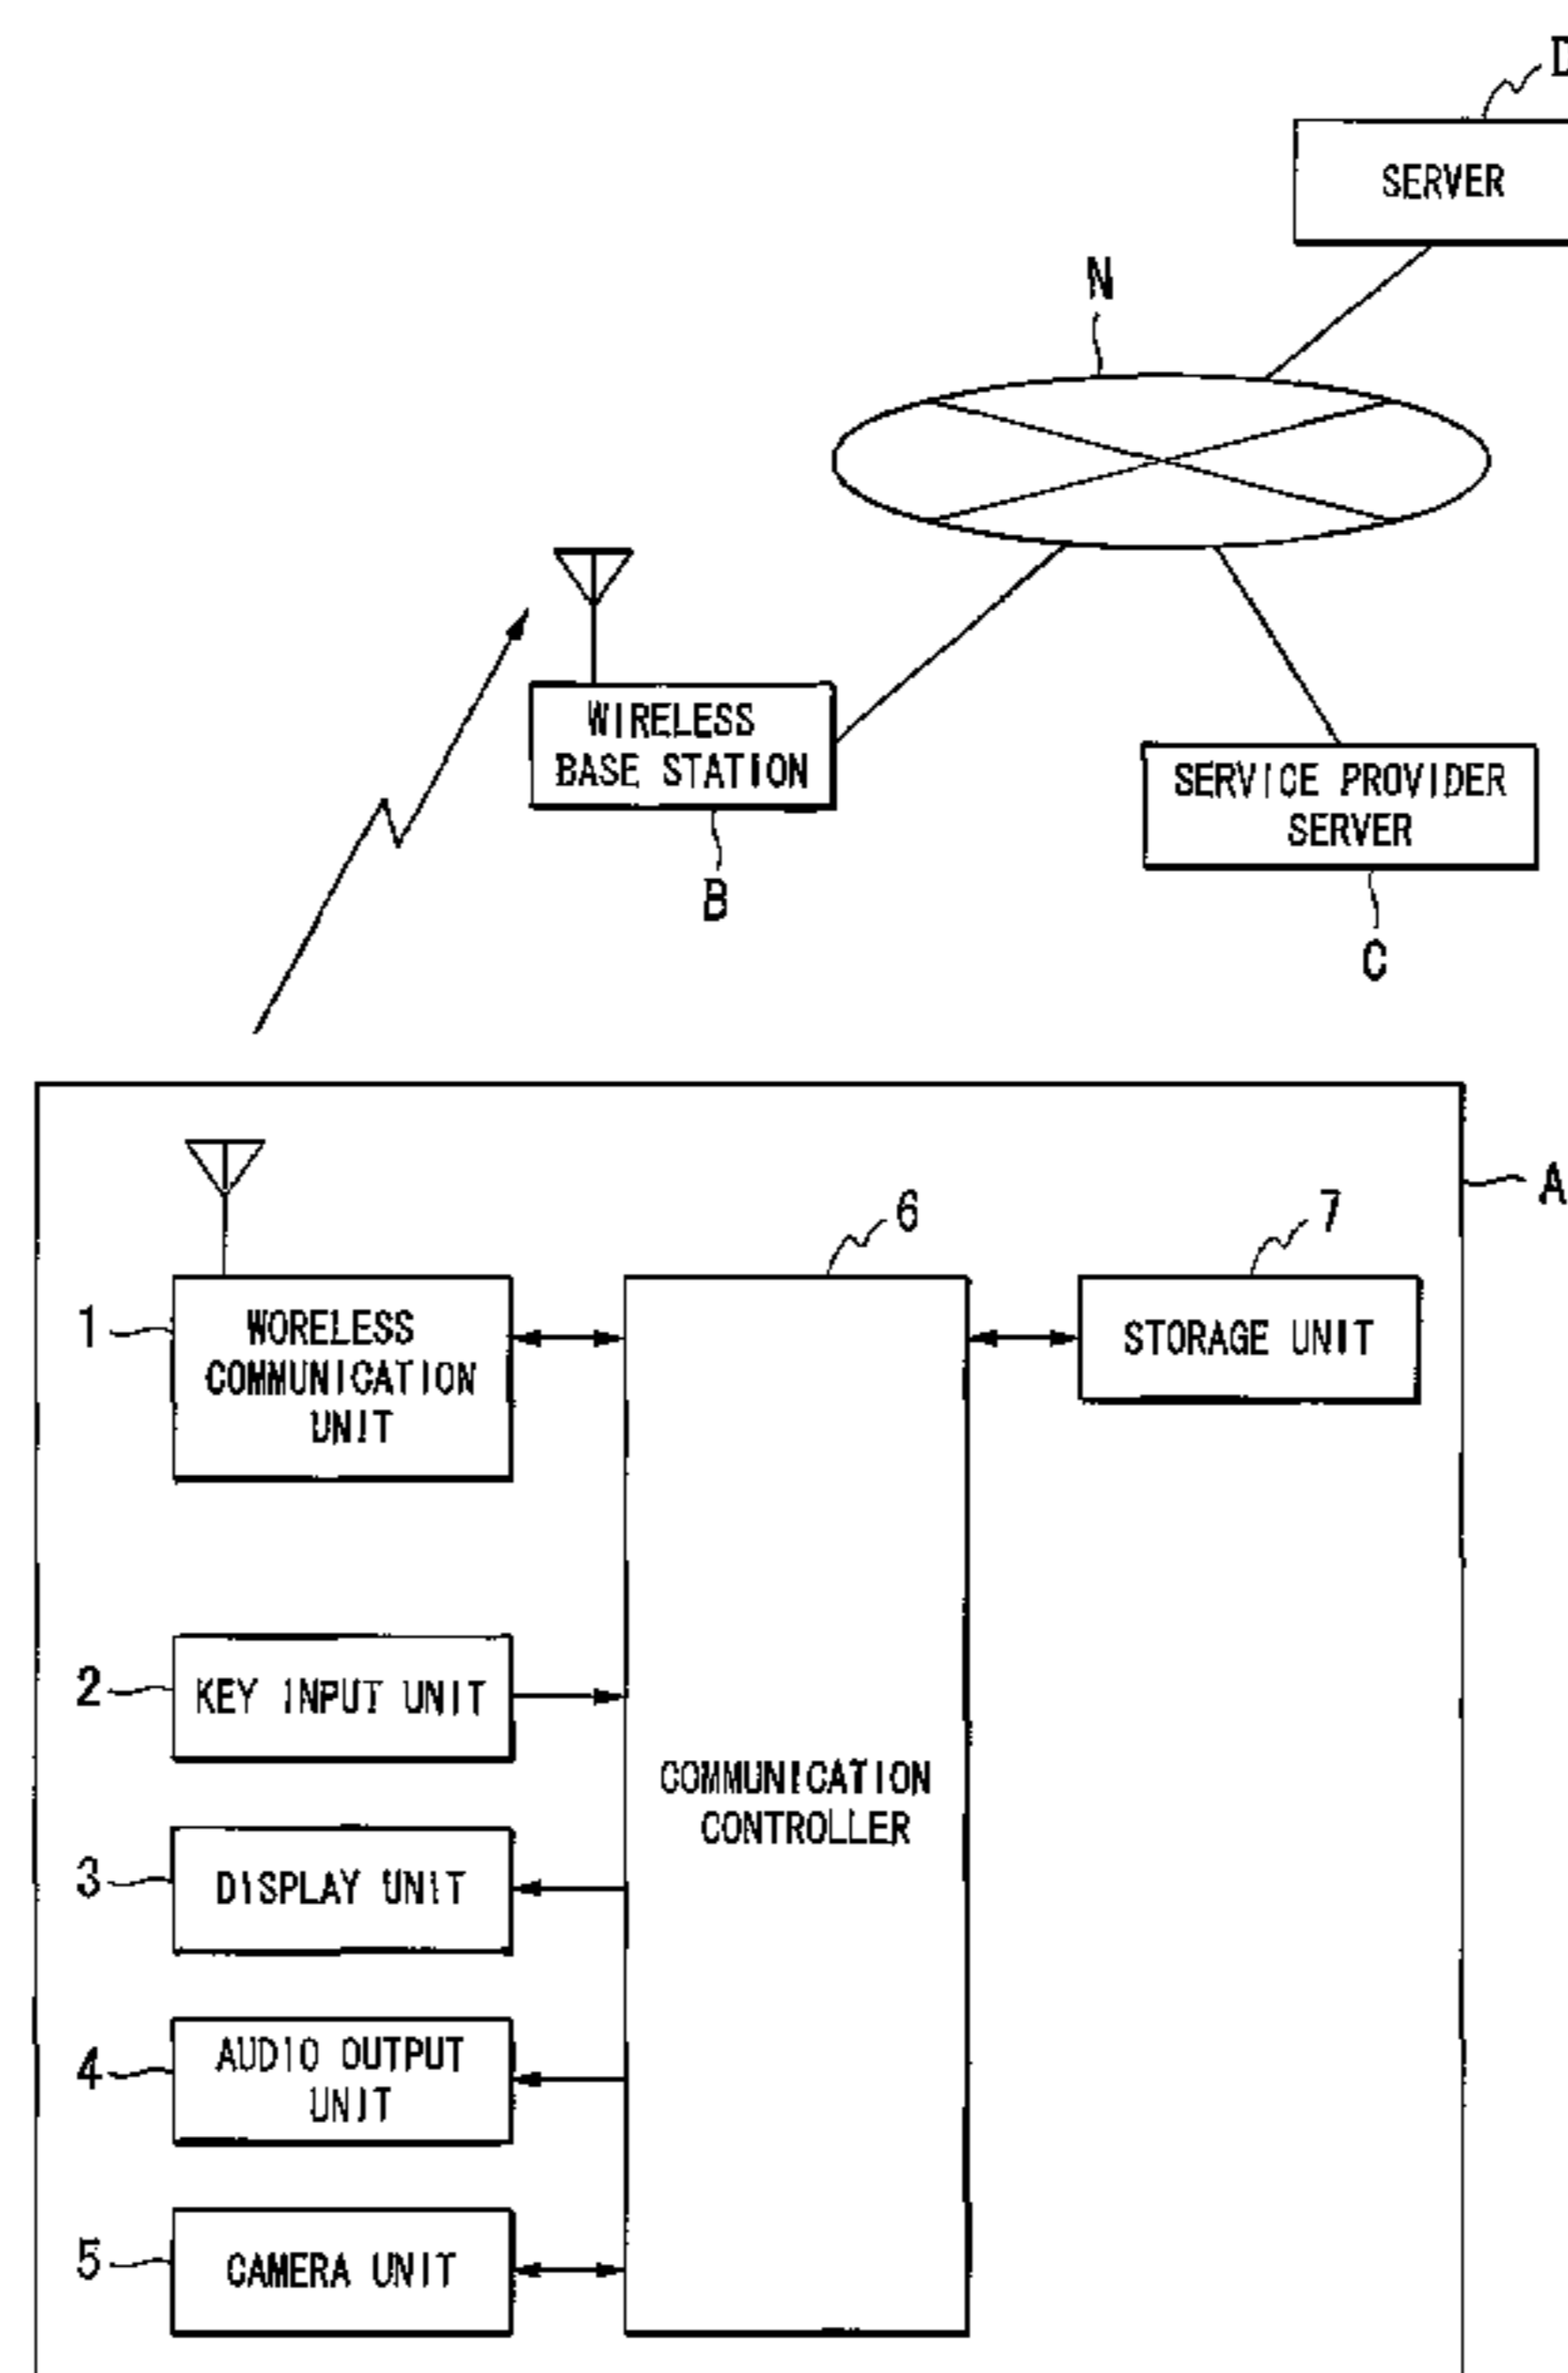 D
SERVER
N
WIRELESS
BASE STATION
B
SERVICE PROVIDER
SERVER
C
A
6
7
1
WORELESS
COMMUNICATION
UNIT
STORAGE UNIT
2
KEY INPUT UNIT
COMMUNICATION
CONTROLLER
3
DISPLAY UNIT
4
AUDIO OUTPUT
UNIT
5
CAMERA UNIT